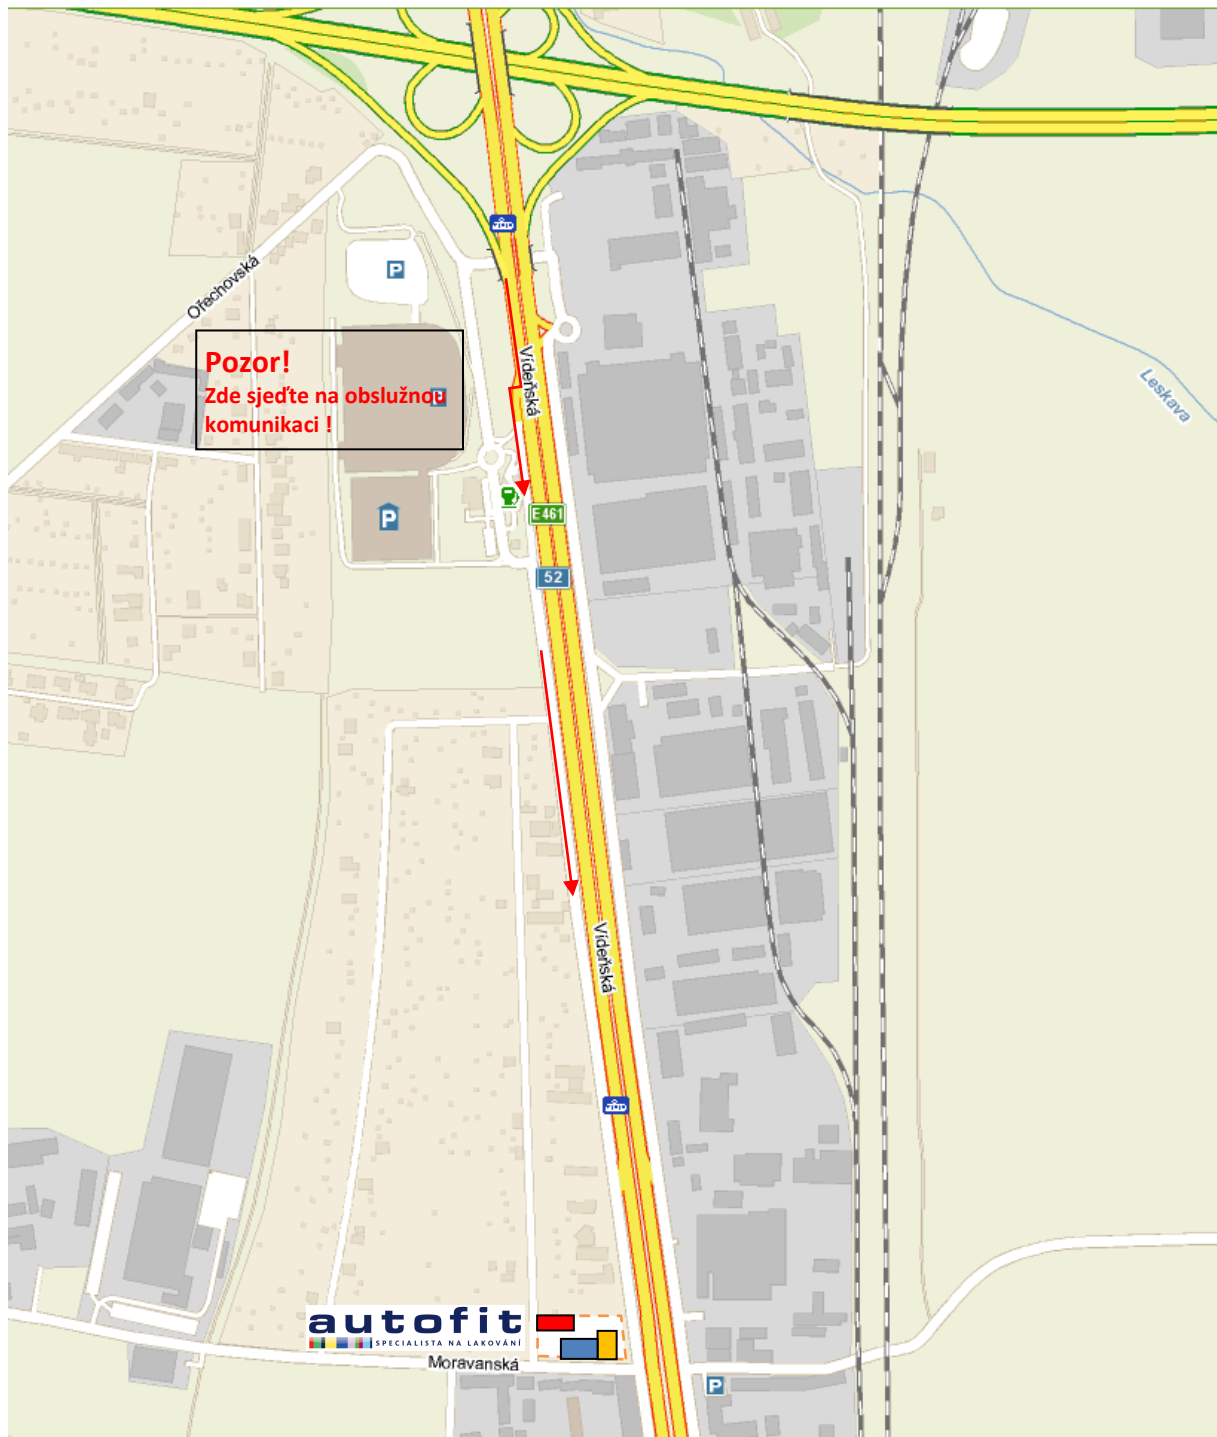 Ořechovská
P
Pozor!
Zde sjeďte na obslužnou
komunikaci !
P
Vídeňská
Leskava
E461
P
52
Vídeňská
autofit
SPECIALISTA NA LAKOVÁNÍ
Moravanská
P